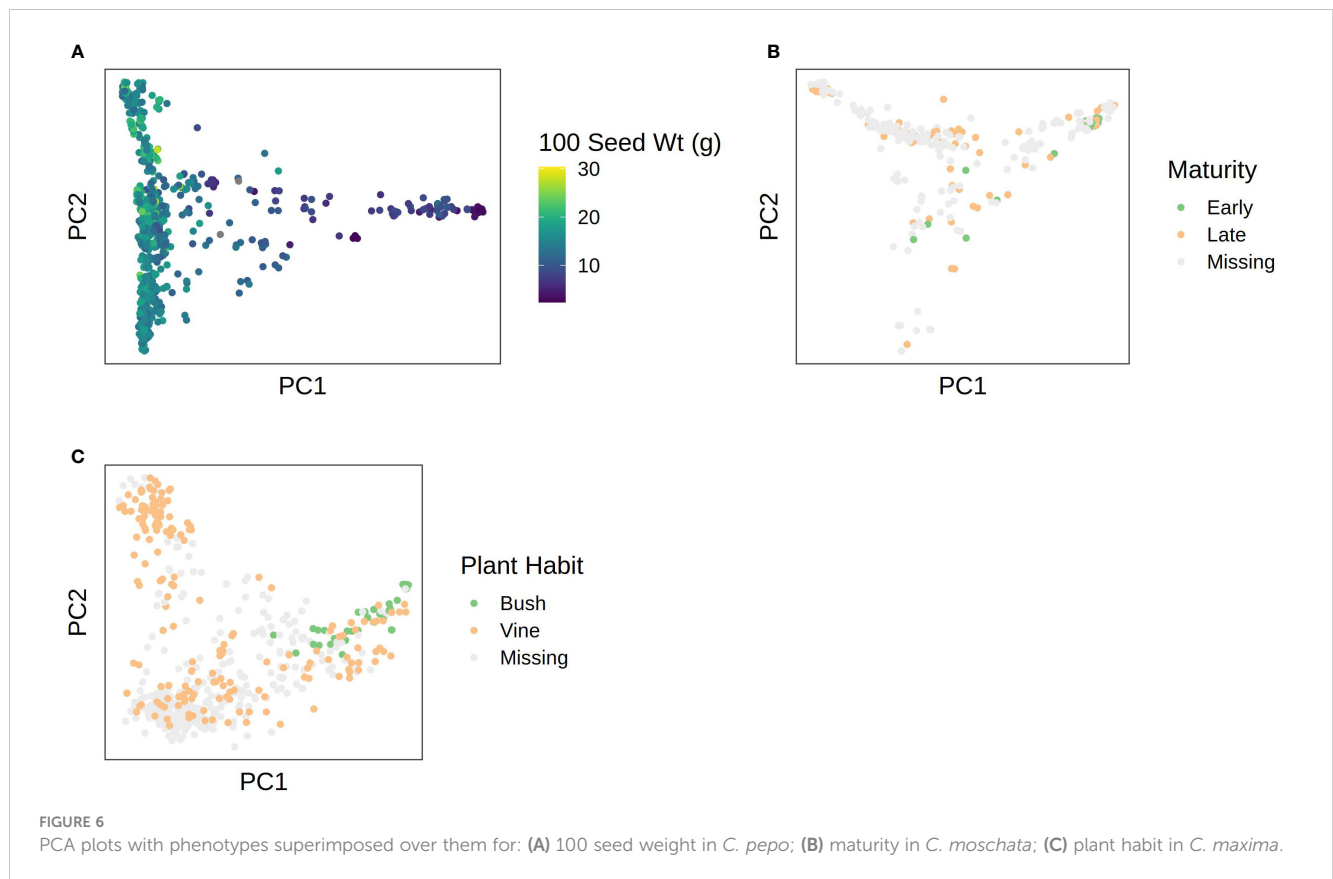 A
PC2
PC1
100 Seed Wt (g)
30
20
10
B
PC2
PC1
Maturity
Early
Late
Missing
C
PC2
PC1
Plant Habit
Bush
Vine
Missing
FIGURE 6
PCA plots with phenotypes superimposed over them for: (A) 100 seed weight in C. pepo; (B) maturity in C. moschata; (C) plant habit in C. maxima.